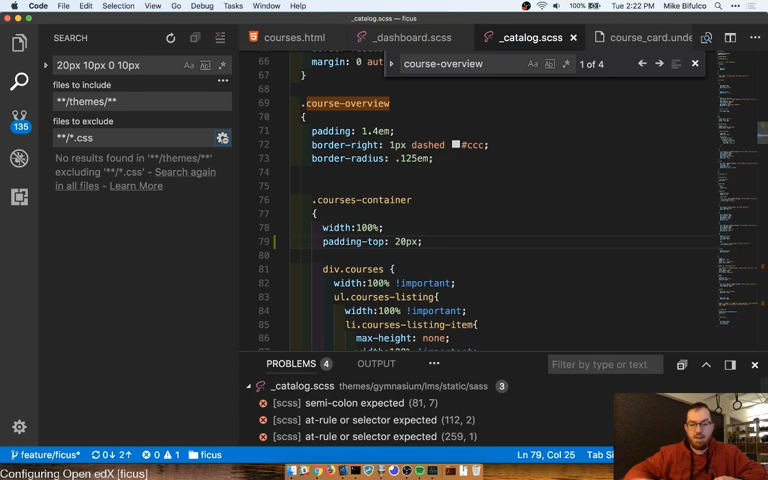 Code File Edit Selection View Go Debug Tasks Window Help 100% Tue 2:22 PM Mike Bifulco
_catalog.scss — ficus
SEARCH
20px 10px 0 10px Aa Abl .*
files to include
**/themes/**
files to exclude
**/*.css
No results found in '**/themes/**'
excluding '**/*.css' - Search again
in all files - Learn More
135
courses.html _dashboard.scss _catalog.scss course_card.unde
course-overview Aa Abl .* 1 of 4
66 margin: 0 aut
67 }
68
69 .course-overview
70 {
71 padding: 1.4em;
72 border-right: 1px dashed #ccc;
73 border-radius: .125em;
74
75
76 .courses-container
77 {
78 width:100%;
79 padding-top: 20px;
80
81 div.courses {
82 width:100% !important;
83 ul.courses-listing{
84 width:100% !important;
85 li.courses-listing-item{
86 max-height: none;
87 width:100% !important;
PROBLEMS 4 OUTPUT ••• Filter by type or text
_catalog.scss themes/gymnasium/lms/static/sass 3
[scss] semi-colon expected (81, 7)
[scss] at-rule or selector expected (112, 2)
[scss] at-rule or selector expected (259, 1)
feature/ficus* 0↓ 2↑ 0 1 ficus Ln 79, Col 25 Tab Si
Configuring Open edX [ficus]